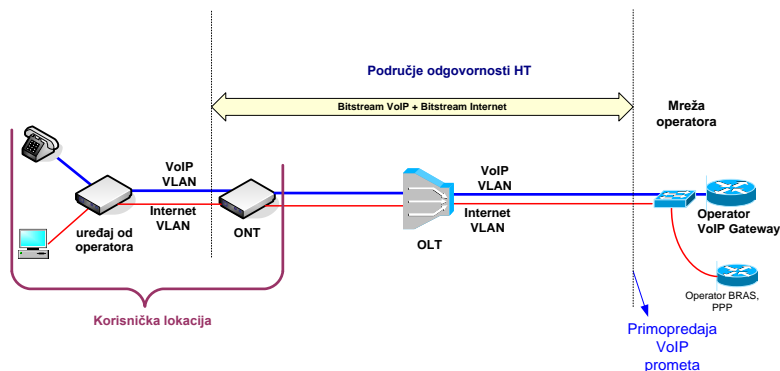 Područje odgovornosti HT
Bitstream VoIP + Bitstream Internet
Mreža
operatora
VoIP
VLAN
Internet
VLAN
uređaj od
operatora
ONT
VoIP
VLAN
Internet
VLAN
OLT
Operator
VoIP Gateway
Operator BRAS,
PPP
Korisnička lokacija
Primopredaja
VoIP
prometa